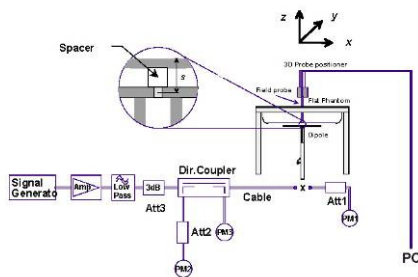 z
y
x
Spacer
s
3D Probe positioner
Field probe
Flat Phantom
Dipole
Signal
Generato
Amp
Low
Pass
3dB
Att3
Dir.Coupler
Cable
x
Att1
PM1
Att2
PM3
PM2
PC